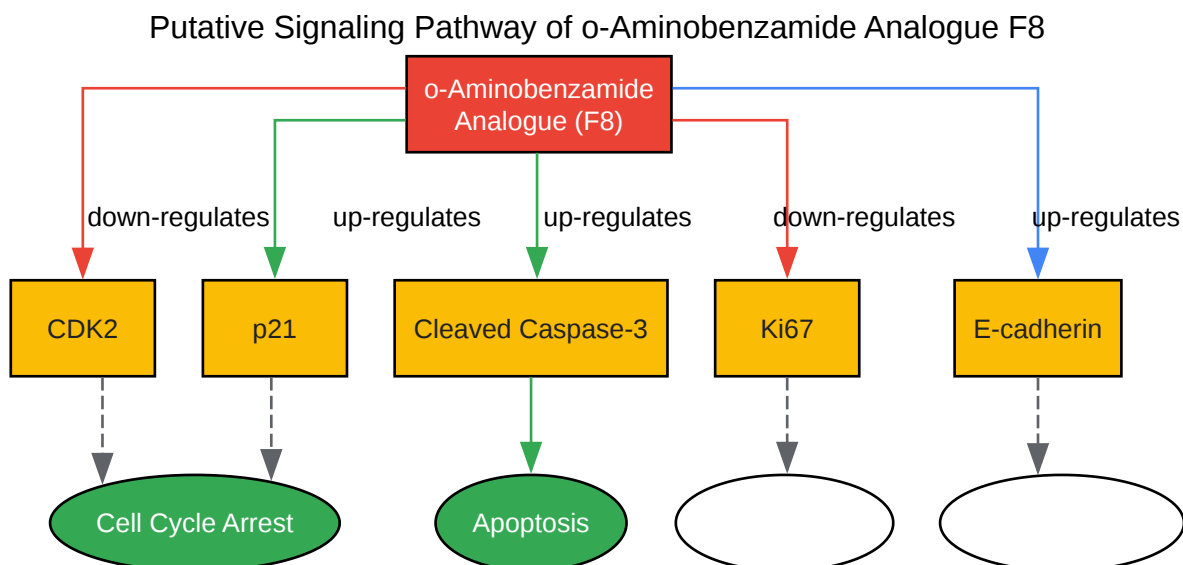 Putative Signaling Pathway of o-Aminobenzamide Analogue F8
o-Aminobenzamide
Analogue (F8)
down-regulates
up-regulates
up-regulates
down-regulates
up-regulates
CDK2
p21
Cleaved Caspase-3
Ki67
E-cadherin
Cell Cycle Arrest
Apoptosis